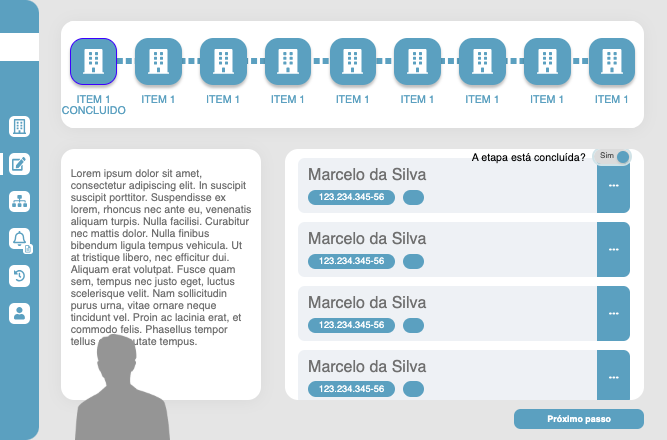 ITEM 1
CONCLUIDO
ITEM 1
ITEM 1
ITEM 1
ITEM 1
ITEM 1
ITEM 1
ITEM 1
ITEM 1
Lorem ipsum dolor sit amet,
consectetur adipiscing elit. In suscipit
suscipit porttitor. Suspendisse ex
lorem, rhoncus nec ante eu, venenatis
aliquam turpis. Nulla facilisi. Curabitur
nec mattis dolor. Nulla finibus
bibendum ligula tempus vehicula. Ut
at tristique libero, nec efficitur dui.
Aliquam erat volutpat. Fusce quam
sem, tempus nec justo eget, luctus
scelerisque velit. Nam sollicitudin
purus urna, vitae ornare neque
tincidunt vel. Proin ac lacinia erat, et
commodo felis. Phasellus tempor
tellus utate tempus.
A etapa está concluída? Sim
Marcelo da Silva
123.234.345-56
Marcelo da Silva
123.234.345-56
Marcelo da Silva
123.234.345-56
Marcelo da Silva
123.234.345-56
Próximo passo